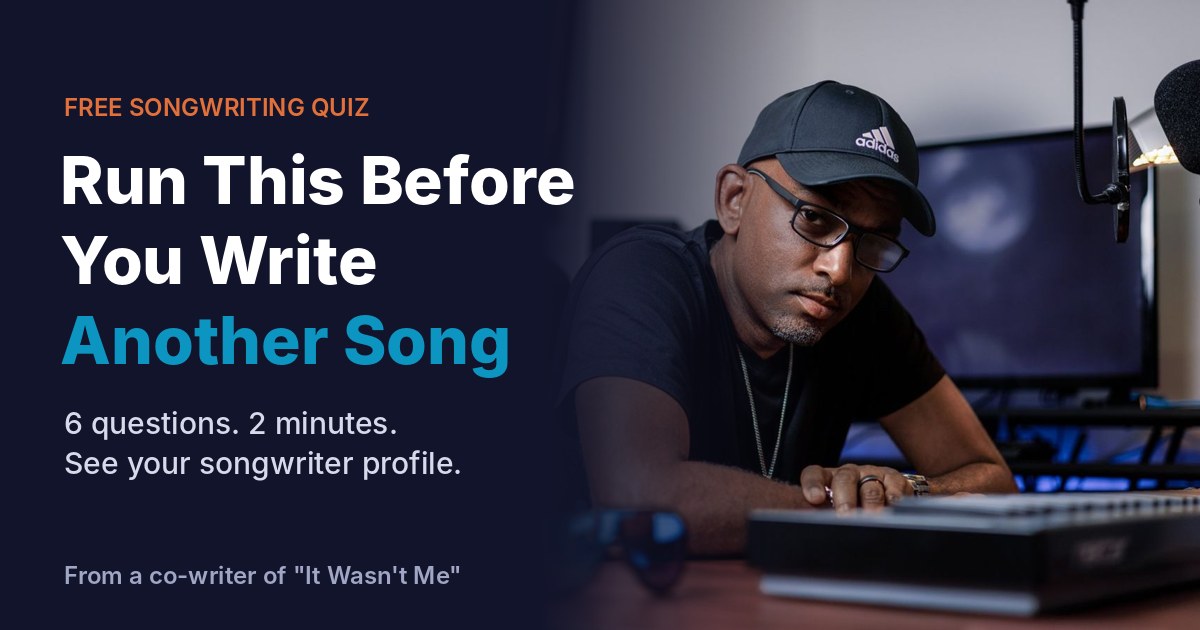 FREE SONGWRITING QUIZ
Run This Before
You Write
Another Song
6 questions. 2 minutes.
See your songwriter profile.
From a co-writer of "It Wasn't Me"
adidas